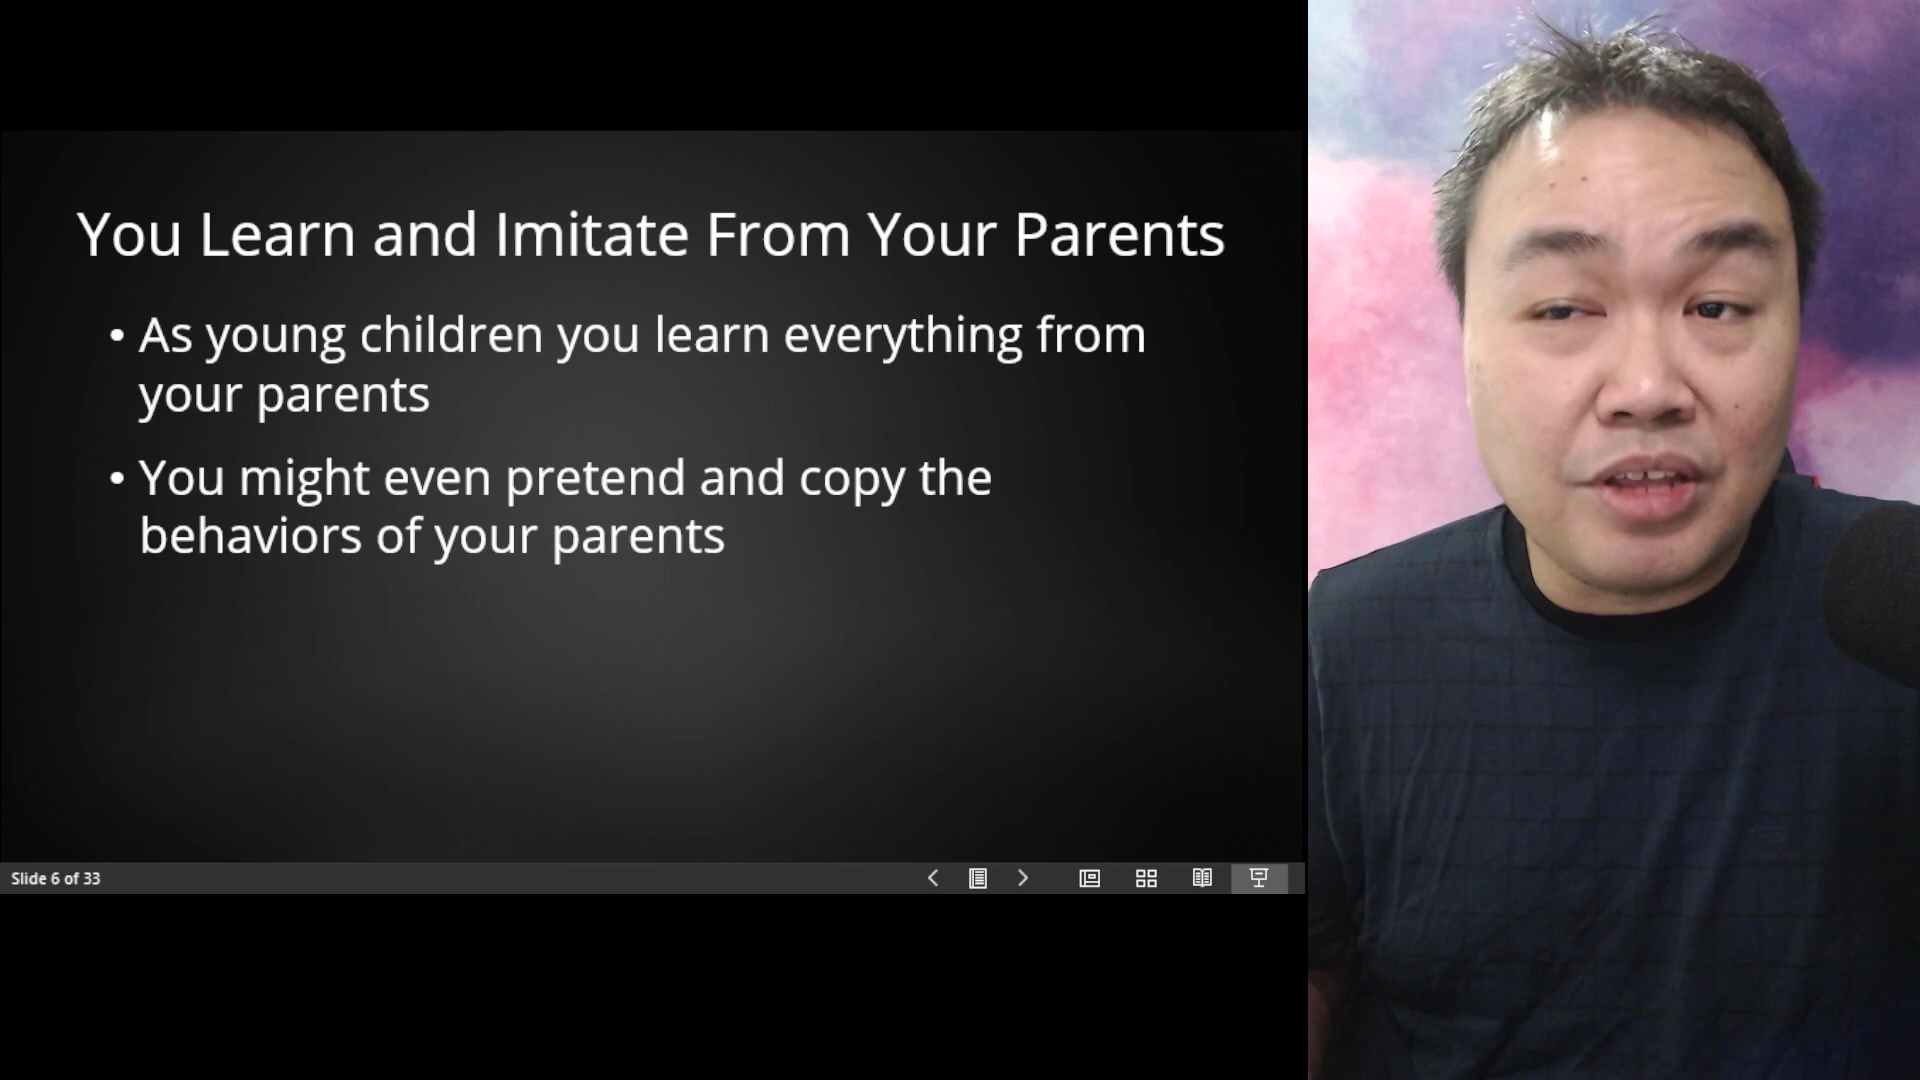 You Learn and Imitate From Your Parents
• As young children you learn everything from
your parents
• You might even pretend and copy the
behaviors of your parents
Slide 6 of 33